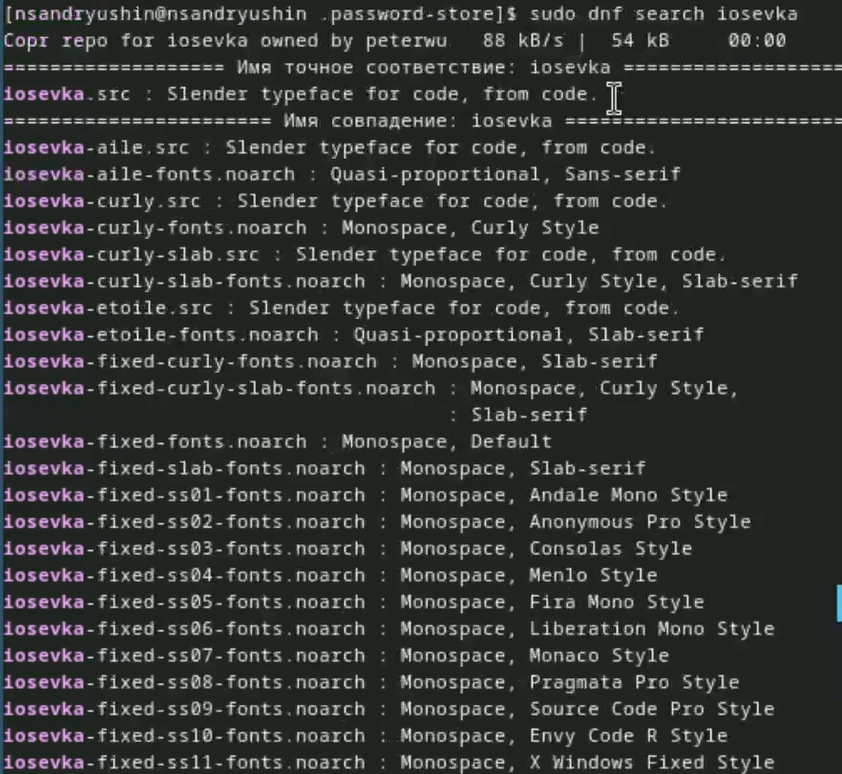 [nsandryushin@nsandryushin .password-store]$ sudo dnf search iosevka
Copr repo for iosevka owned by peterwu   88 kB/s |  54 kB     00:00
=================== Имя точное соответствие: iosevka ===================
iosevka.src : Slender typeface for code, from code.
======================= Имя совпадение: iosevka ========================
iosevka-aile.src : Slender typeface for code, from code.
iosevka-aile-fonts.noarch : Quasi-proportional, Sans-serif
iosevka-curly.src : Slender typeface for code, from code.
iosevka-curly-fonts.noarch : Monospace, Curly Style
iosevka-curly-slab.src : Slender typeface for code, from code.
iosevka-curly-slab-fonts.noarch : Monospace, Curly Style, Slab-serif
iosevka-etoile.src : Slender typeface for code, from code.
iosevka-etoile-fonts.noarch : Quasi-proportional, Slab-serif
iosevka-fixed-curly-fonts.noarch : Monospace, Slab-serif
iosevka-fixed-curly-slab-fonts.noarch : Monospace, Curly Style,
                                      : Slab-serif
iosevka-fixed-fonts.noarch : Monospace, Default
iosevka-fixed-slab-fonts.noarch : Monospace, Slab-serif
iosevka-fixed-ss01-fonts.noarch : Monospace, Andale Mono Style
iosevka-fixed-ss02-fonts.noarch : Monospace, Anonymous Pro Style
iosevka-fixed-ss03-fonts.noarch : Monospace, Consolas Style
iosevka-fixed-ss04-fonts.noarch : Monospace, Menlo Style
iosevka-fixed-ss05-fonts.noarch : Monospace, Fira Mono Style
iosevka-fixed-ss06-fonts.noarch : Monospace, Liberation Mono Style
iosevka-fixed-ss07-fonts.noarch : Monospace, Monaco Style
iosevka-fixed-ss08-fonts.noarch : Monospace, Pragmata Pro Style
iosevka-fixed-ss09-fonts.noarch : Monospace, Source Code Pro Style
iosevka-fixed-ss10-fonts.noarch : Monospace, Envy Code R Style
iosevka-fixed-ss11-fonts.noarch : Monospace, X Windows Fixed Style